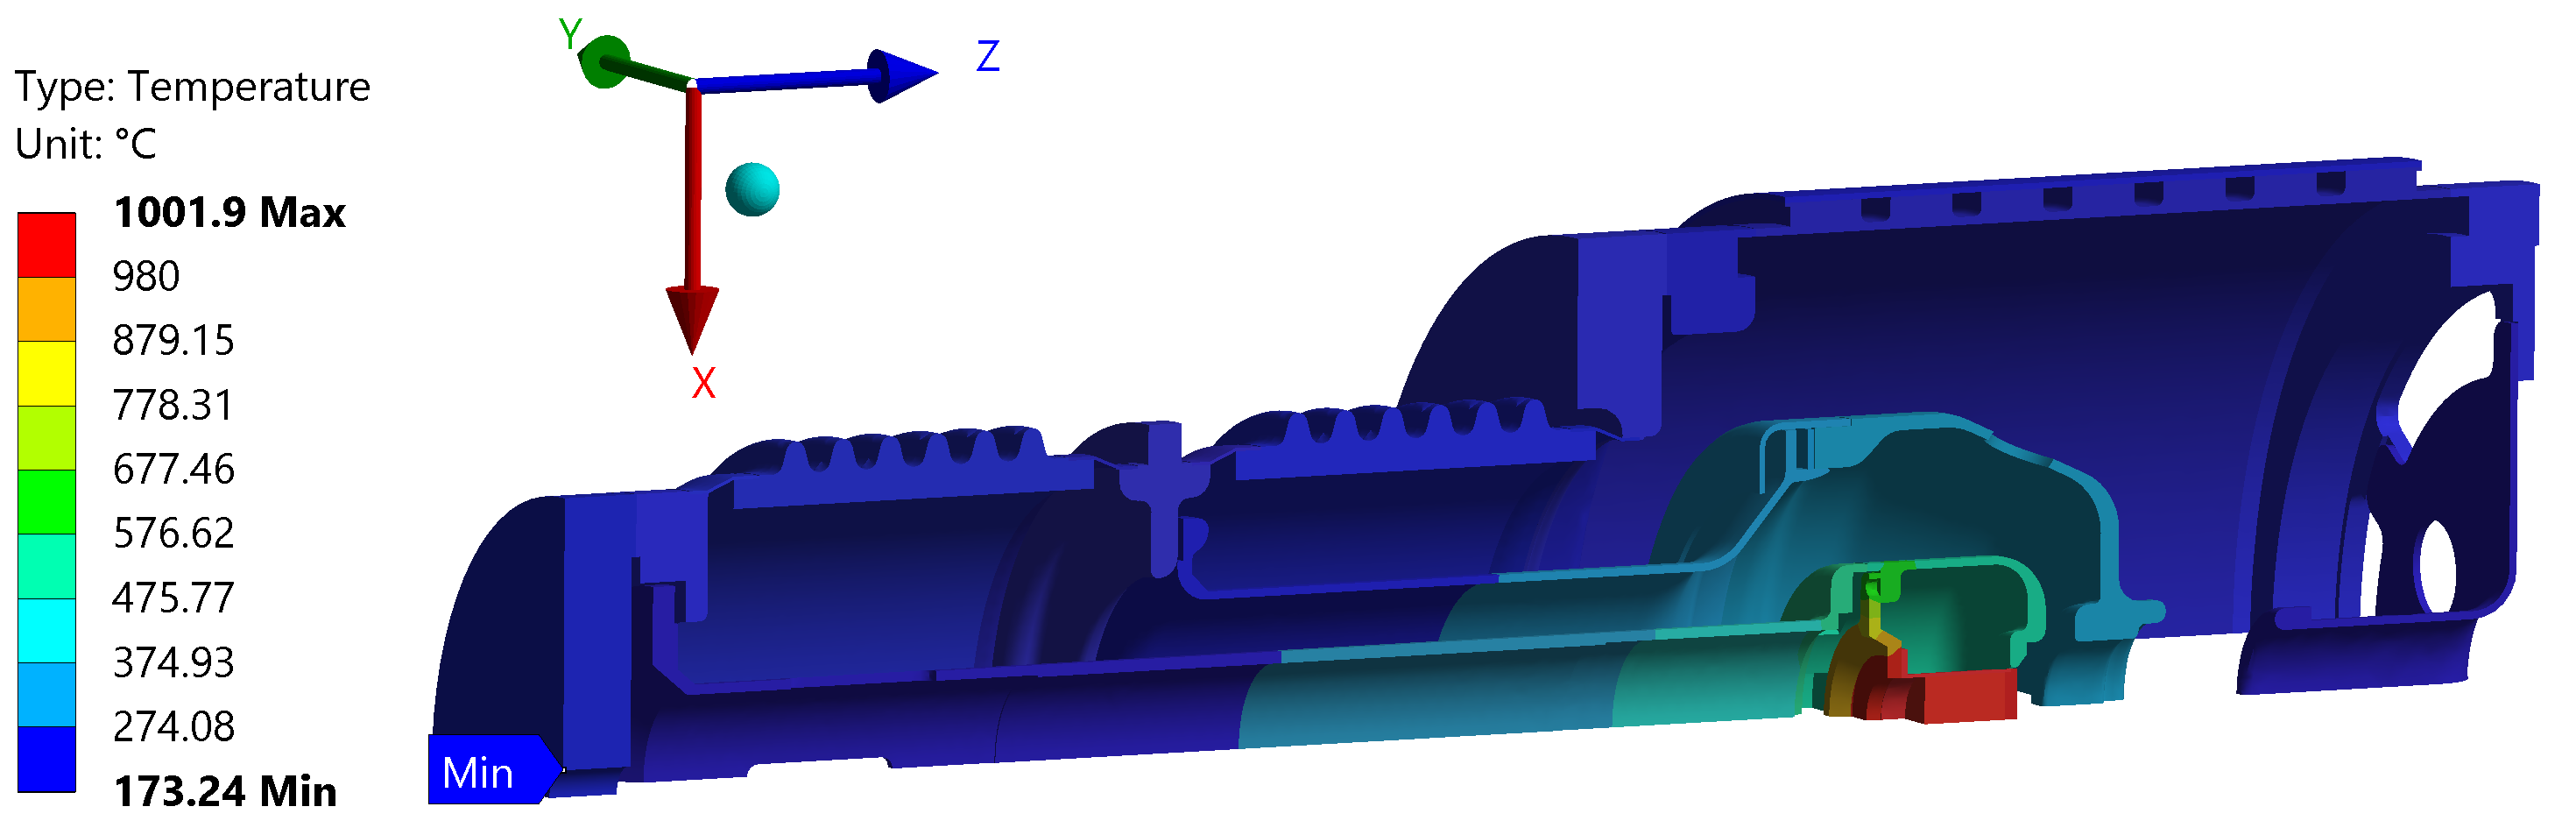 Type: Temperature
Unit: °C
1001.9 Max
980
879.15
778.31
677.46
576.62
475.77
374.93
274.08
173.24 Min
Y
Z
X
Min